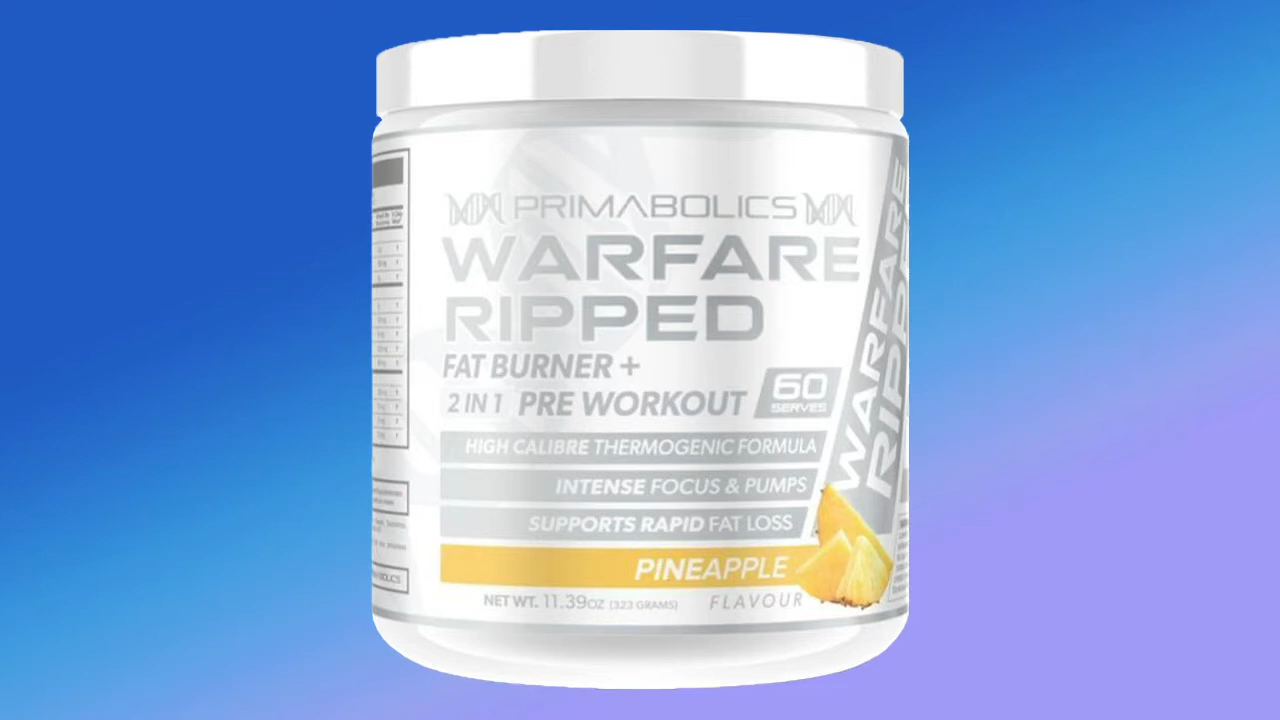 PRIMABOLICS
WARFARE
RIPPED
FAT BURNER +
2 IN 1 PRE WORKOUT
60
SERVES
HIGH CALIBRE THERMOGENIC FORMULA
INTENSE FOCUS & PUMPS
SUPPORTS RAPID FAT LOSS
PINEAPPLE
NET WT. 11.39OZ (323 GRAMS)
FLAVOUR
WARFARE
RIPPED